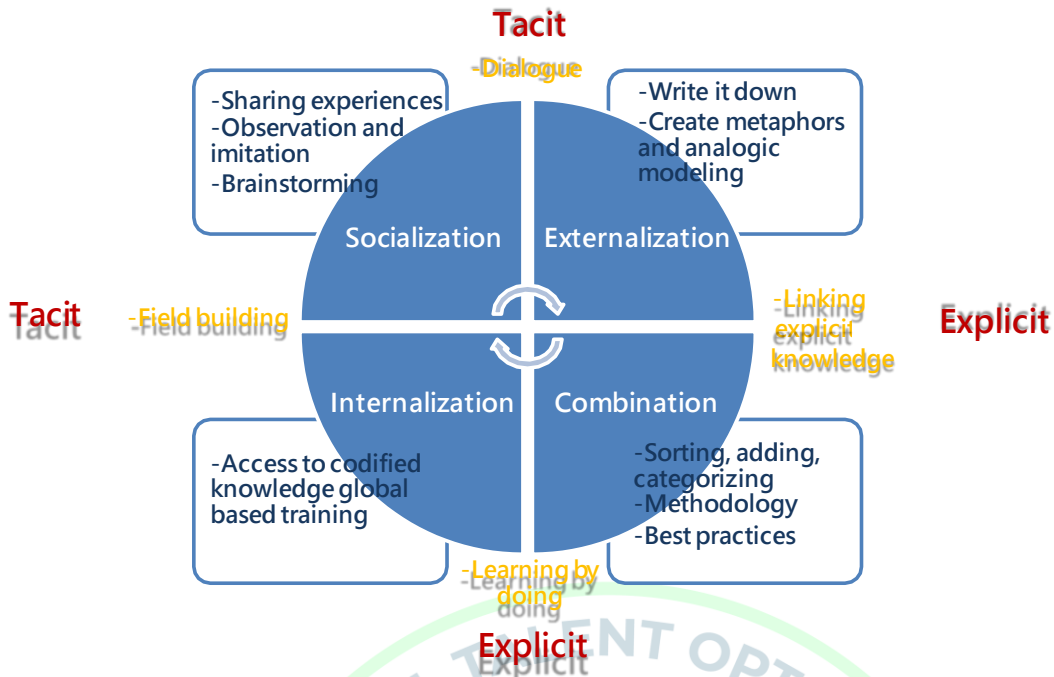 Tacit
-Dialogue
-Sharing experiences
-Observation and
imitation
-Brainstorming
-Write it down
-Create metaphors
and analogic
modeling
Socialization
Externalization
Tacit
-Field building
-Linking
explicit
knowledge
Explicit
Internalization
Combination
-Access to codified
knowledge global
based training
-Sorting, adding,
categorizing
-Methodology
-Best practices
-Learning by
doing
Explicit
TALENT